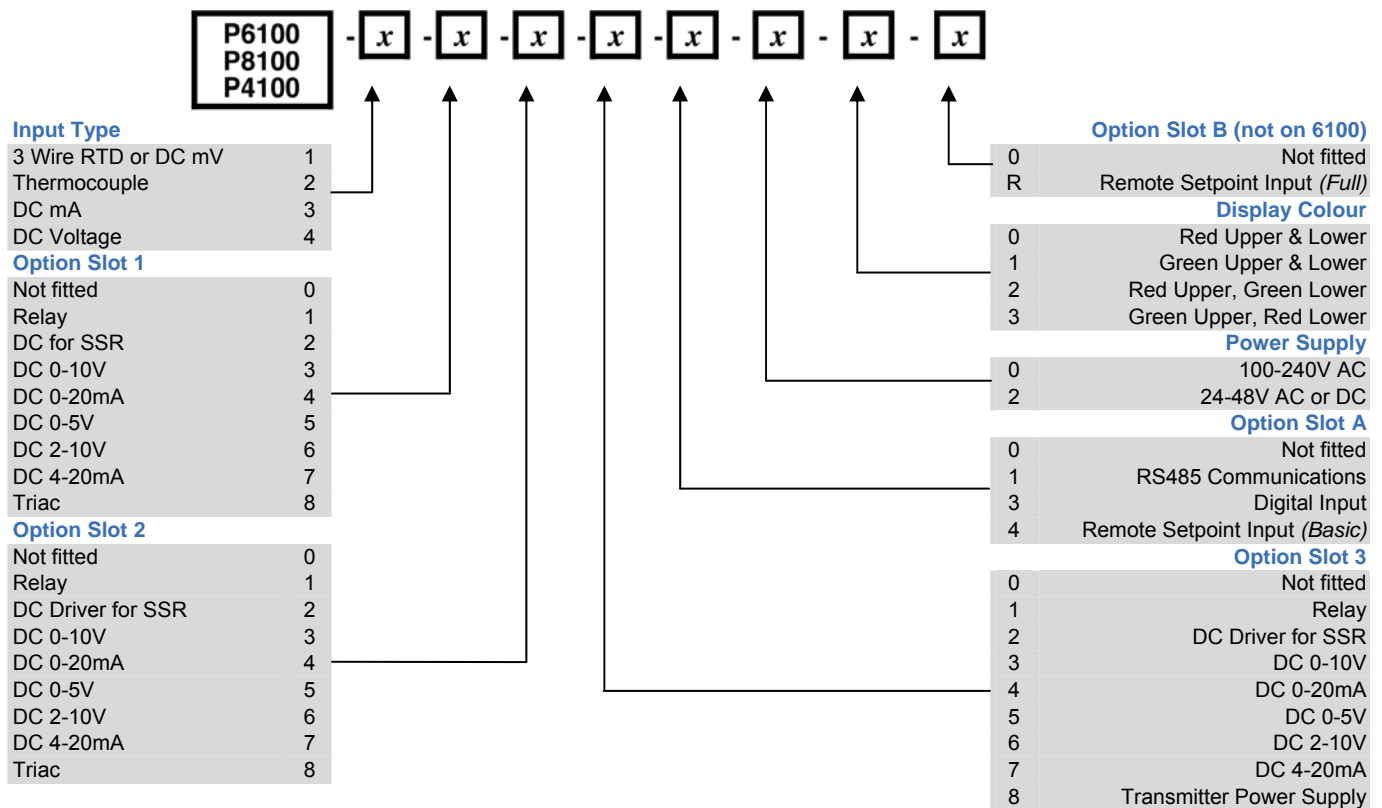 P6100
P8100
P4100
- x - x - x - x - x - x - x - x
Input Type
3 Wire RTD or DC mV 1
Thermocouple 2
DC mA 3
DC Voltage 4
Option Slot 1
Not fitted 0
Relay 1
DC for SSR 2
DC 0-10V 3
DC 0-20mA 4
DC 0-5V 5
DC 2-10V 6
DC 4-20mA 7
Triac 8
Option Slot 2
Not fitted 0
Relay 1
DC Driver for SSR 2
DC 0-10V 3
DC 0-20mA 4
DC 0-5V 5
DC 2-10V 6
DC 4-20mA 7
Triac 8
Option Slot B (not on 6100)
0 Not fitted
R Remote Setpoint Input (Full)
Display Colour
0 Red Upper & Lower
1 Green Upper & Lower
2 Red Upper, Green Lower
3 Green Upper, Red Lower
Power Supply
0 100-240V AC
2 24-48V AC or DC
Option Slot A
0 Not fitted
1 RS485 Communications
3 Digital Input
4 Remote Setpoint Input (Basic)
Option Slot 3
0 Not fitted
1 Relay
2 DC Driver for SSR
3 DC 0-10V
4 DC 0-20mA
5 DC 0-5V
6 DC 2-10V
7 DC 4-20mA
8 Transmitter Power Supply